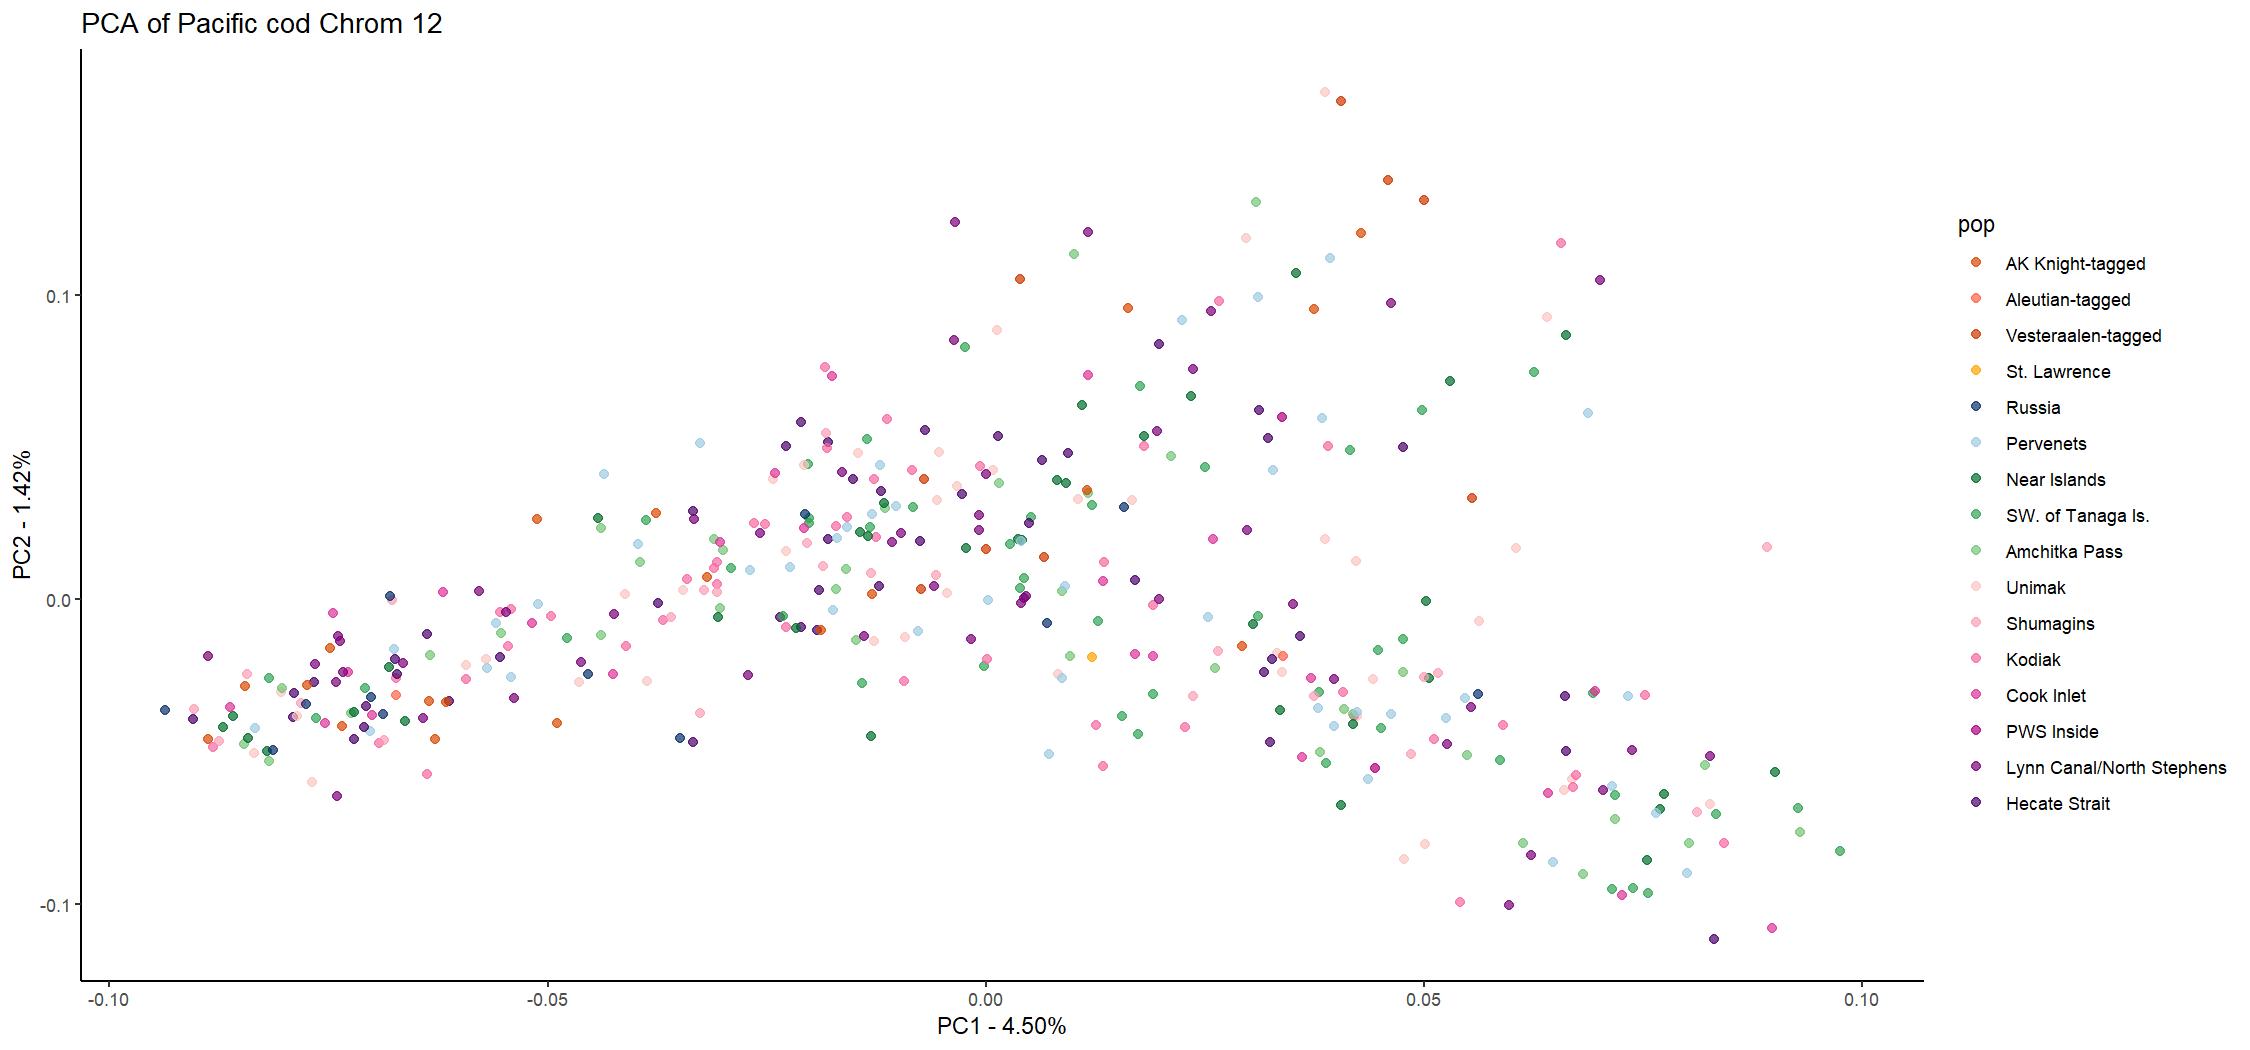 PCA of Pacific cod Chrom 12
PC2 - 1.42%
0.1
0.0
-0.1
-0.10
-0.05
0.00
0.05
0.10
PC1 - 4.50%
pop
AK Knight-tagged
Aleutian-tagged
Vesteraalen-tagged
St. Lawrence
Russia
Pervenets
Near Islands
SW. of Tanaga Is.
Amchitka Pass
Unimak
Shumagins
Kodiak
Cook Inlet
PWS Inside
Lynn Canal/North Stephens
Hecate Strait